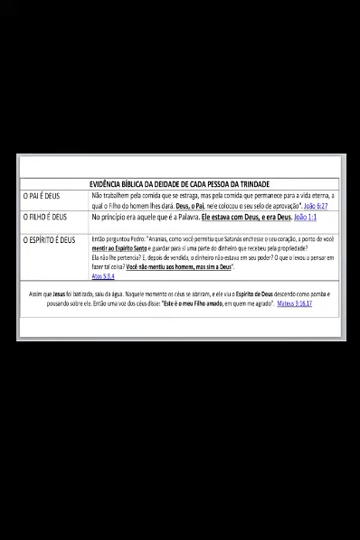 EVIDÊNCIA BÍBLICA DA DEIDADE DE CADA PESSOA DA TRINDADE
O PAI É DEUS
Não trabalhem pela comida que se estraga, mas pela comida que permanece para a vida eterna, a
qual o Filho do homem lhes dará. Deus, o Pai, nele colocou o seu selo de aprovação". João 6:27
O FILHO É DEUS
No princípio era aquele que é a Palavra. Ele estava com Deus, e era Deus. João 1:1
O ESPÍRITO É DEUS
Então perguntou Pedro: "Ananias, como você permitiu que Satanás enchesse o seu coração, a ponto de você
mentir ao Espírito Santo e guardar para si uma parte do dinheiro que recebeu pela propriedade?
Ela não lhe pertencia? E, depois de vendida, o dinheiro não estava em seu poder? O que o levou a pensar em
fazer tal coisa? Você não mentiu aos homens, mas sim a Deus".
Atos 5:3,4
Assim que Jesus foi batizado, saiu da água. Naquele momento os céus se abriram, e ele viu o Espírito de Deus descendo como pomba e
pousando sobre ele. Então uma voz dos céus disse: "Este é o meu Filho amado, em quem me agrado". Mateus 3:16,17